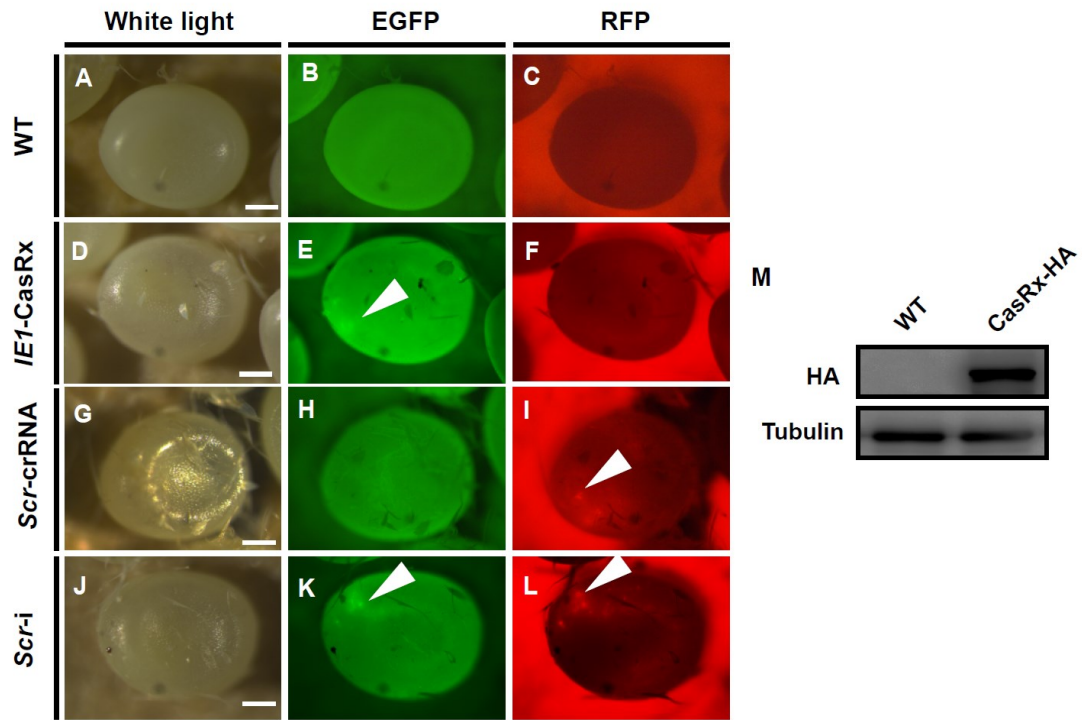 White light EGFP RFP
WT
A B C
IE1-CasRx
D E F
Scr-crRNA
G H I
Scr-i
J K L
M
WT CasRx-HA
HA
Tubulin